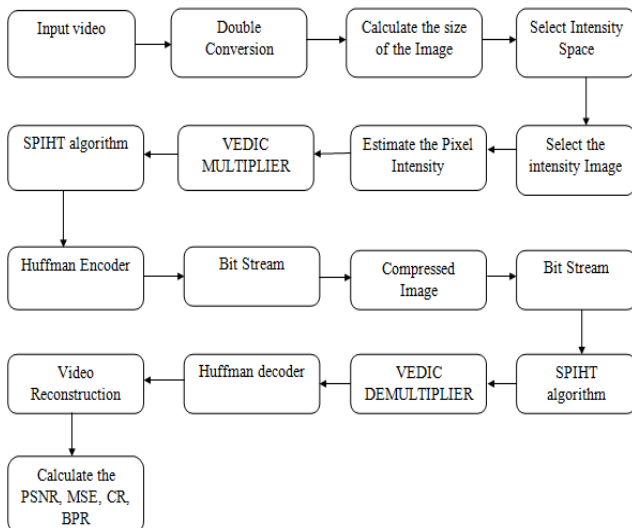 Input video
Double
Conversion
Calculate the size
of the Image
Select Intensity
Space
SPIHT algorithm
VEDIC
MULTIPLIER
Estimate the Pixel
Intensity
Select the
intensity Image
Huffman Encoder
Bit Stream
Compressed
Image
Bit Stream
Video
Reconstruction
Huffman decoder
VEDIC
DEMULTIPLIER
SPIHT
algorithm
Calculate the
PSNR, MSE, CR,
BPR